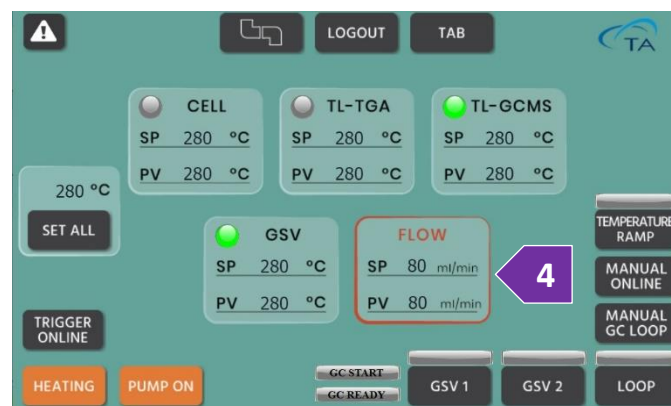 LOGOUT
TAB
TA
CELL
SP 280 °C
PV 280 °C
TL-TGA
SP 280 °C
PV 280 °C
TL-GCMS
SP 280 °C
PV 280 °C
280 °C
SET ALL
GSV
SP 280 °C
PV 280 °C
FLOW
SP 80 ml/min
PV 80 ml/min
4
TEMPERATURE
RAMP
MANUAL
ONLINE
MANUAL
GC LOOP
TRIGGER
ONLINE
HEATING
PUMP ON
GC START
GC READY
GSV 1
GSV 2
LOOP